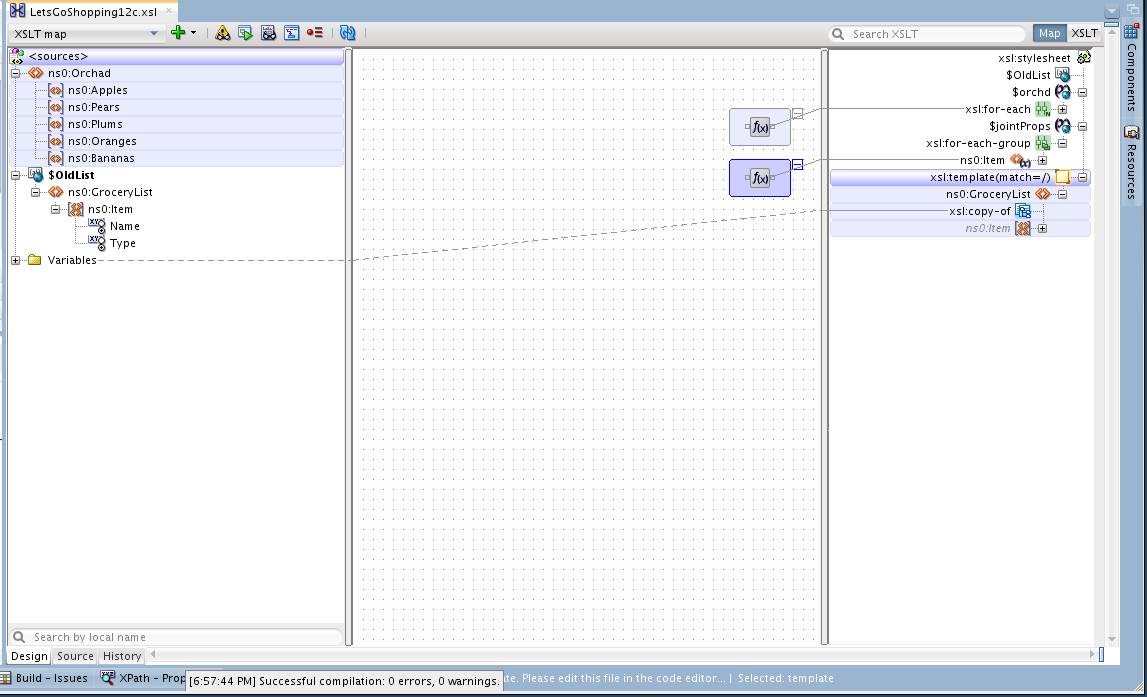 LetsGoShopping12c.xsl
XSLT map
Search XSLT
Map
XSLT
<sources>
ns0:Orchad
ns0:Apples
ns0:Pears
ns0:Plums
ns0:Oranges
ns0:Bananas
$OldList
ns0:GroceryList
ns0:Item
Name
Type
Variables
f(x)
f(x)
xsl:stylesheet
$OldList
$orchd
xsl:for-each
$jointProps
xsl:for-each-group
ns0:Item
xsl:template(match=/)
ns0:GroceryList
xsl:copy-of
ns0:Item
Components
Resources
Search by local name
Design
Source
History
Build - Issues
XPath - Prop
[6:57:44 PM] Successful compilation: 0 errors, 0 warnings.
Please edit this file in the code editor... | Selected: template